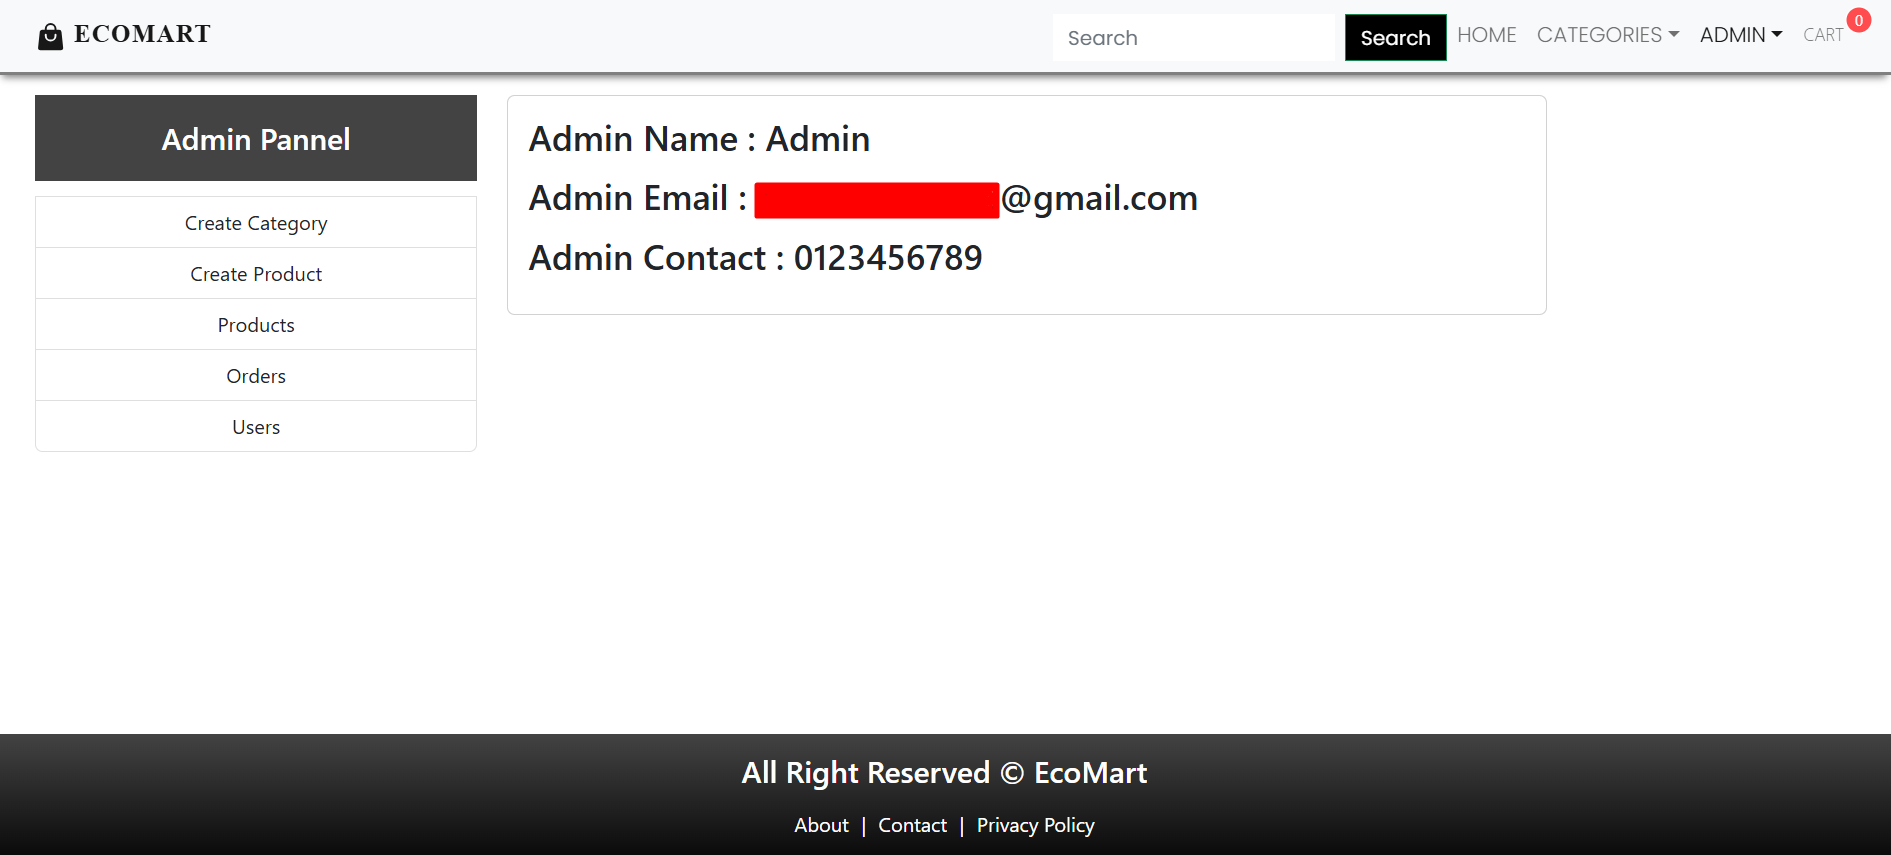 ECOMART
Search Search HOME CATEGORIES ADMIN CART 0
Admin Pannel
Create Category
Create Product
Products
Orders
Users
Admin Name : Admin
Admin Email : @gmail.com
Admin Contact : 0123456789
All Right Reserved © EcoMart
About | Contact | Privacy Policy